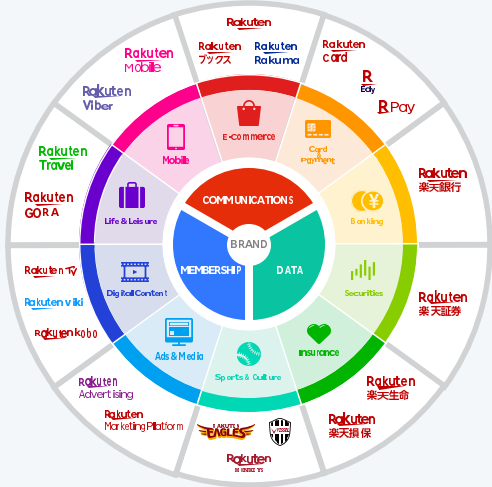 Rakuten
Rakuten
ブックス
Rakuten
Rakuma
Rakuten
Card
R
Edy
R Pay
Rakuten
Mobile
Rakuten
Viber
E-Commerce
Mobile
Card
&
Payment
Rakuten
Travel
Rakuten
GORA
Rakuten
楽天銀行
Life & Leisure
Banking
COMMUNICATIONS
BRAND
MEMBERSHIP
DATA
Rakuten TV
Rakuten viki
Rakuten kobo
Digital Content
Securities
Rakuten
楽天証券
Ads & Media
Insurance
Sports & Culture
Rakuten
Advertising
Rakuten
Marketing Platform
Rakuten
楽天生命
Rakuten
楽天損保
EAGLES
Rakuten